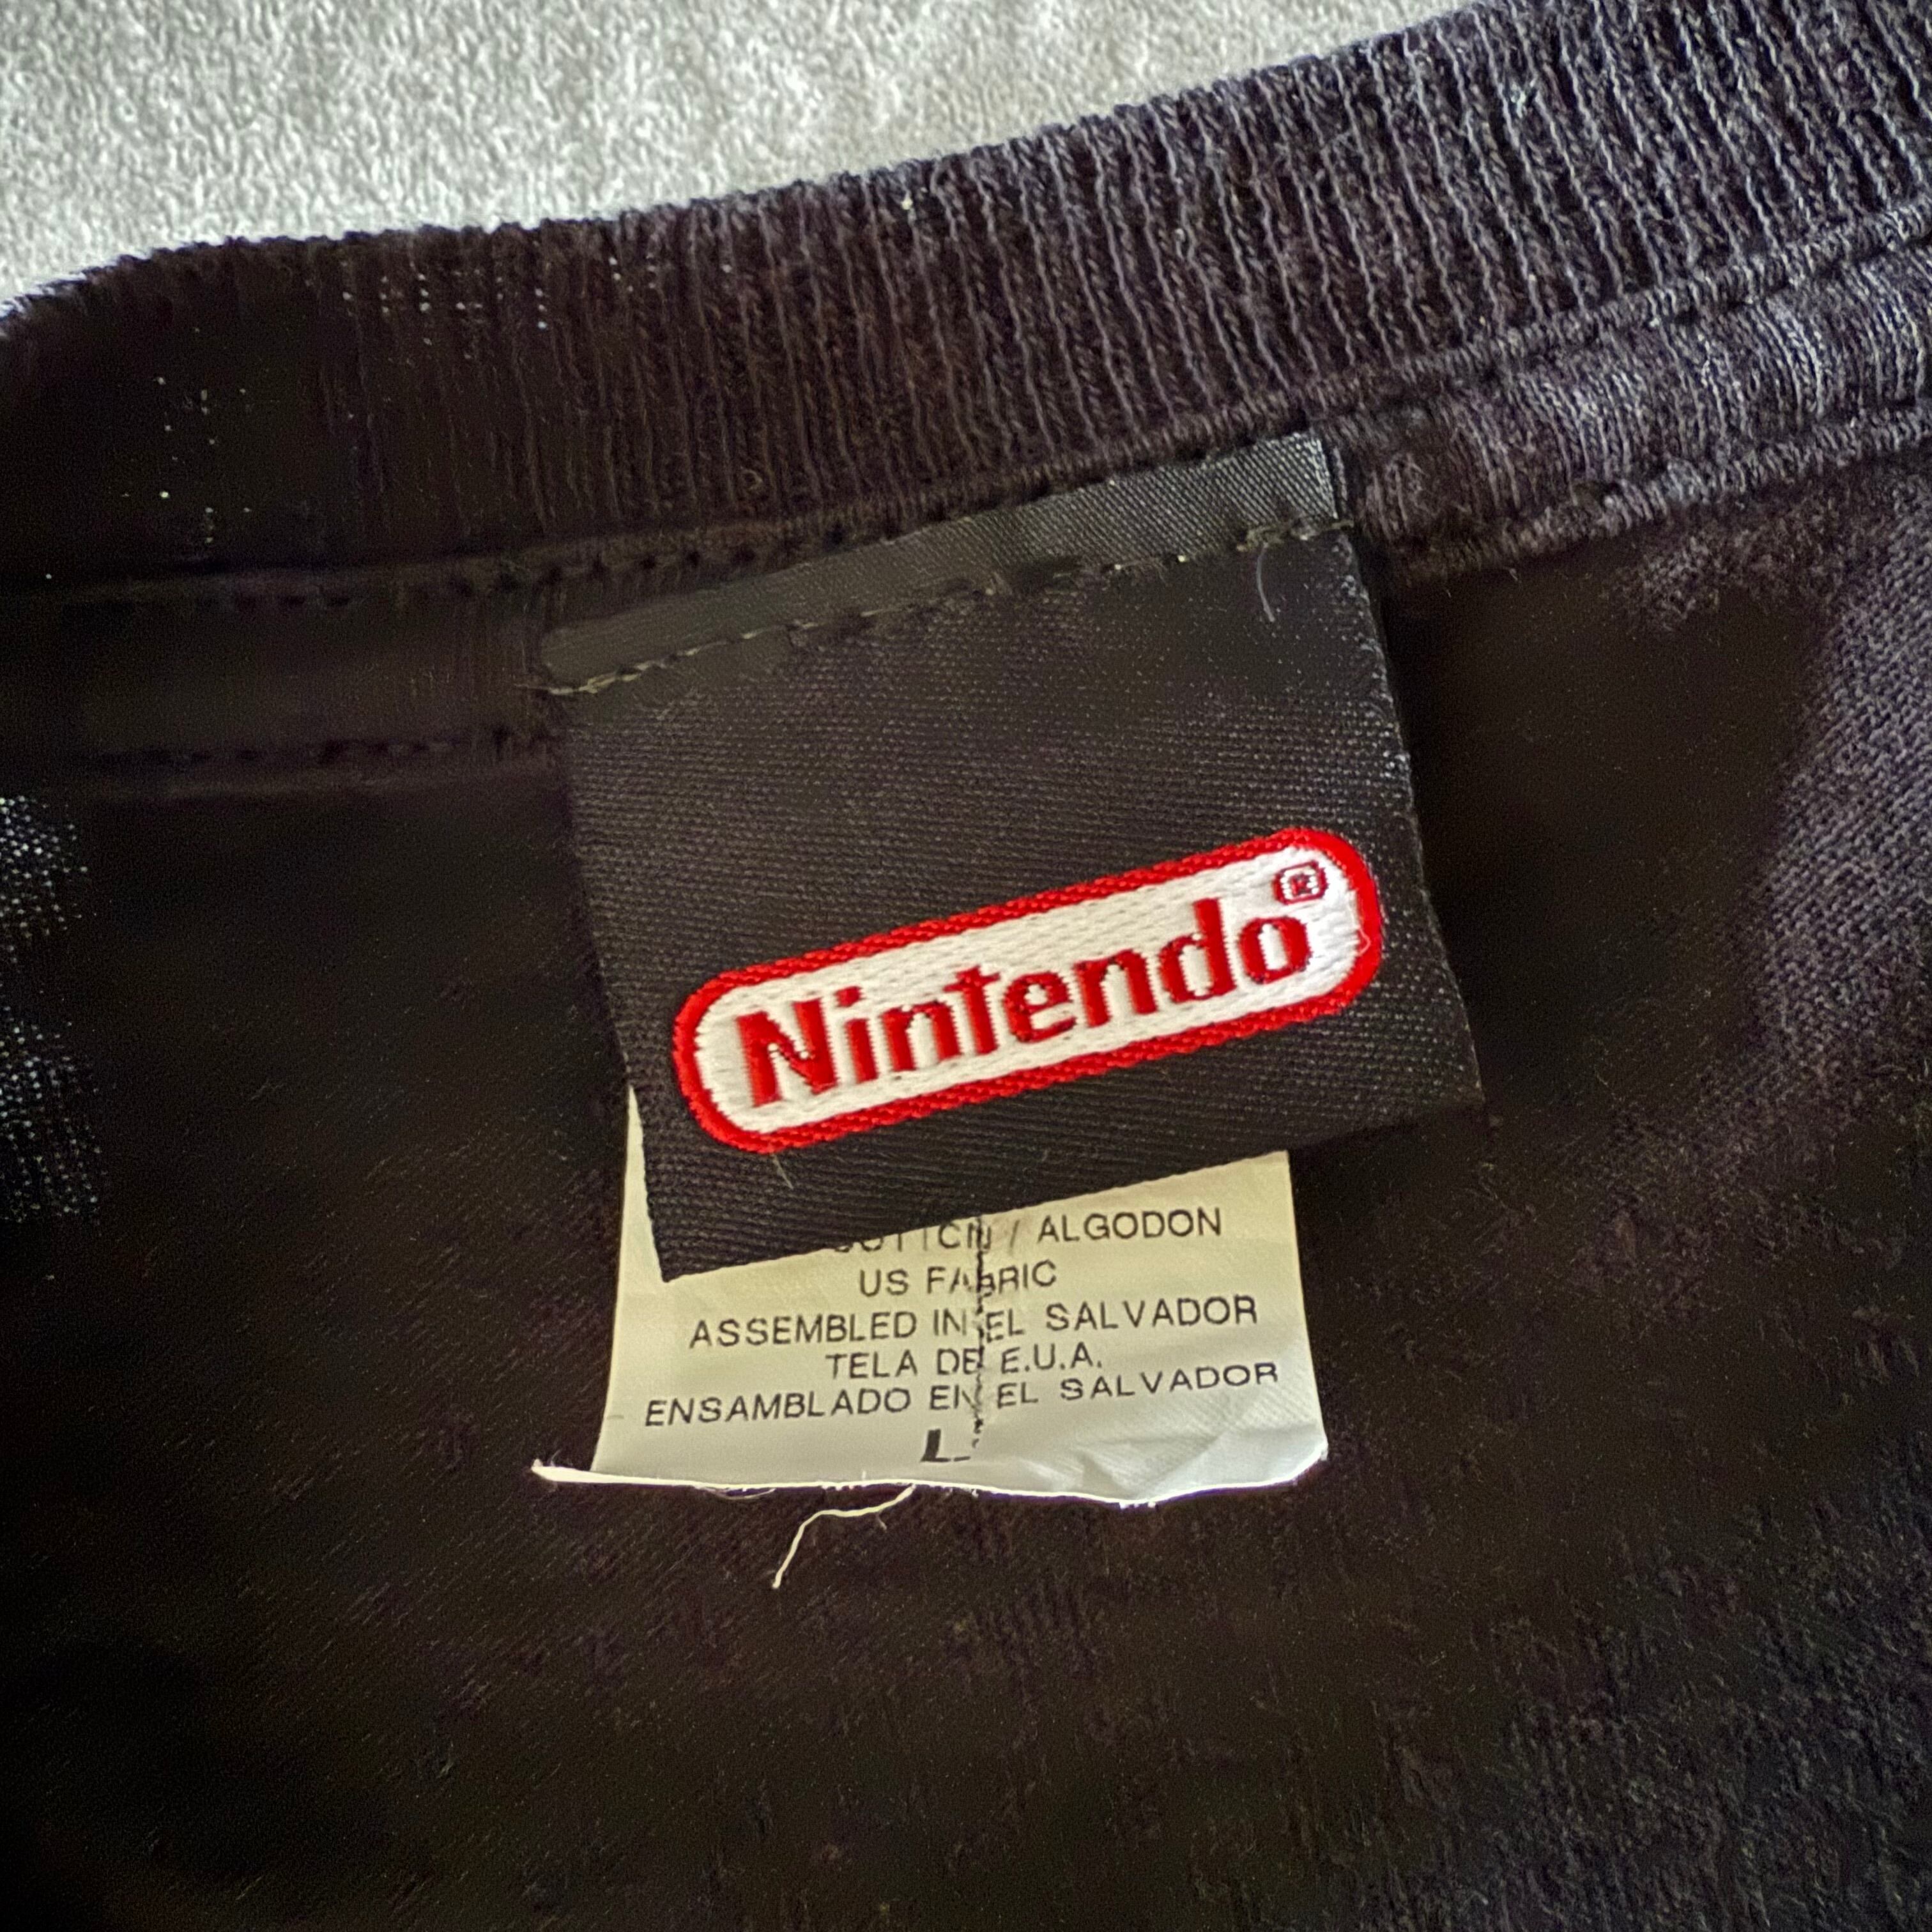 Nintendo®
COTTON / ALGODON
US FABRIC
ASSEMBLED IN EL SALVADOR
TELA DE E.U.A.
ENSAMBLADO EN EL SALVADOR
L